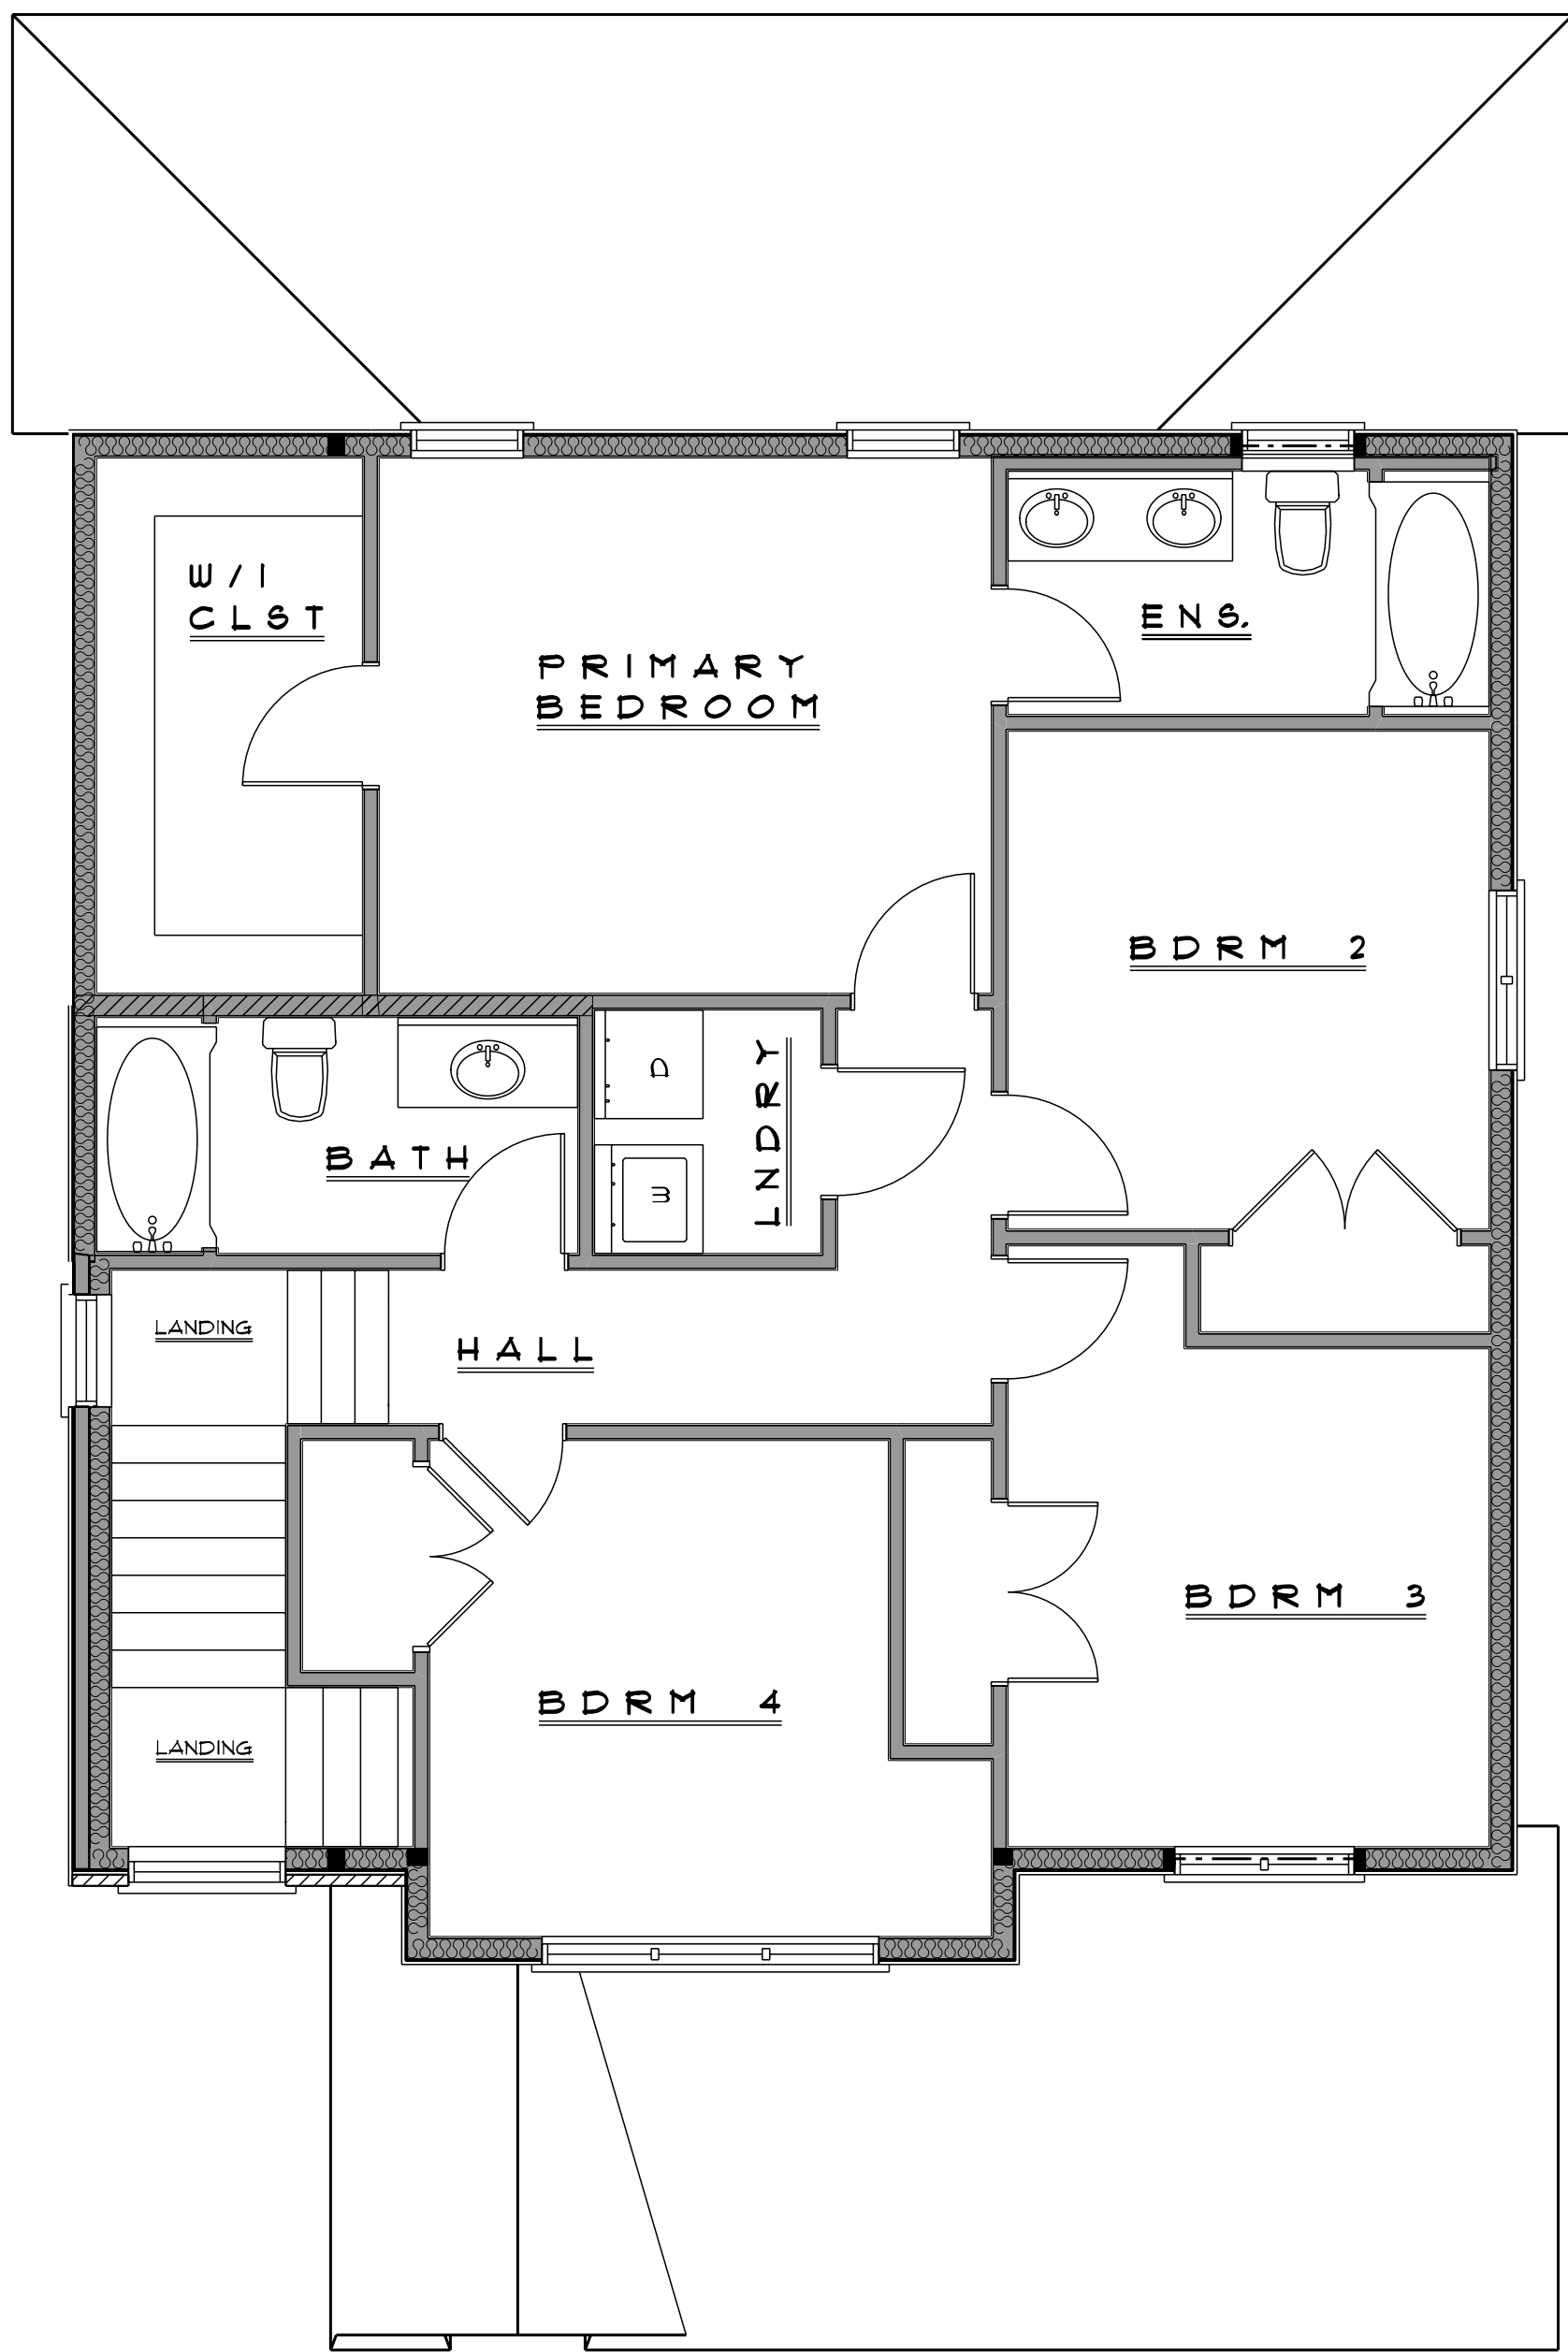 W/I
CLST
PRIMARY
BEDROOM
ENS.
BDRM 2
BATH
D
W
LNDRY
LANDING
HALL
BDRM 3
BDRM 4
LANDING